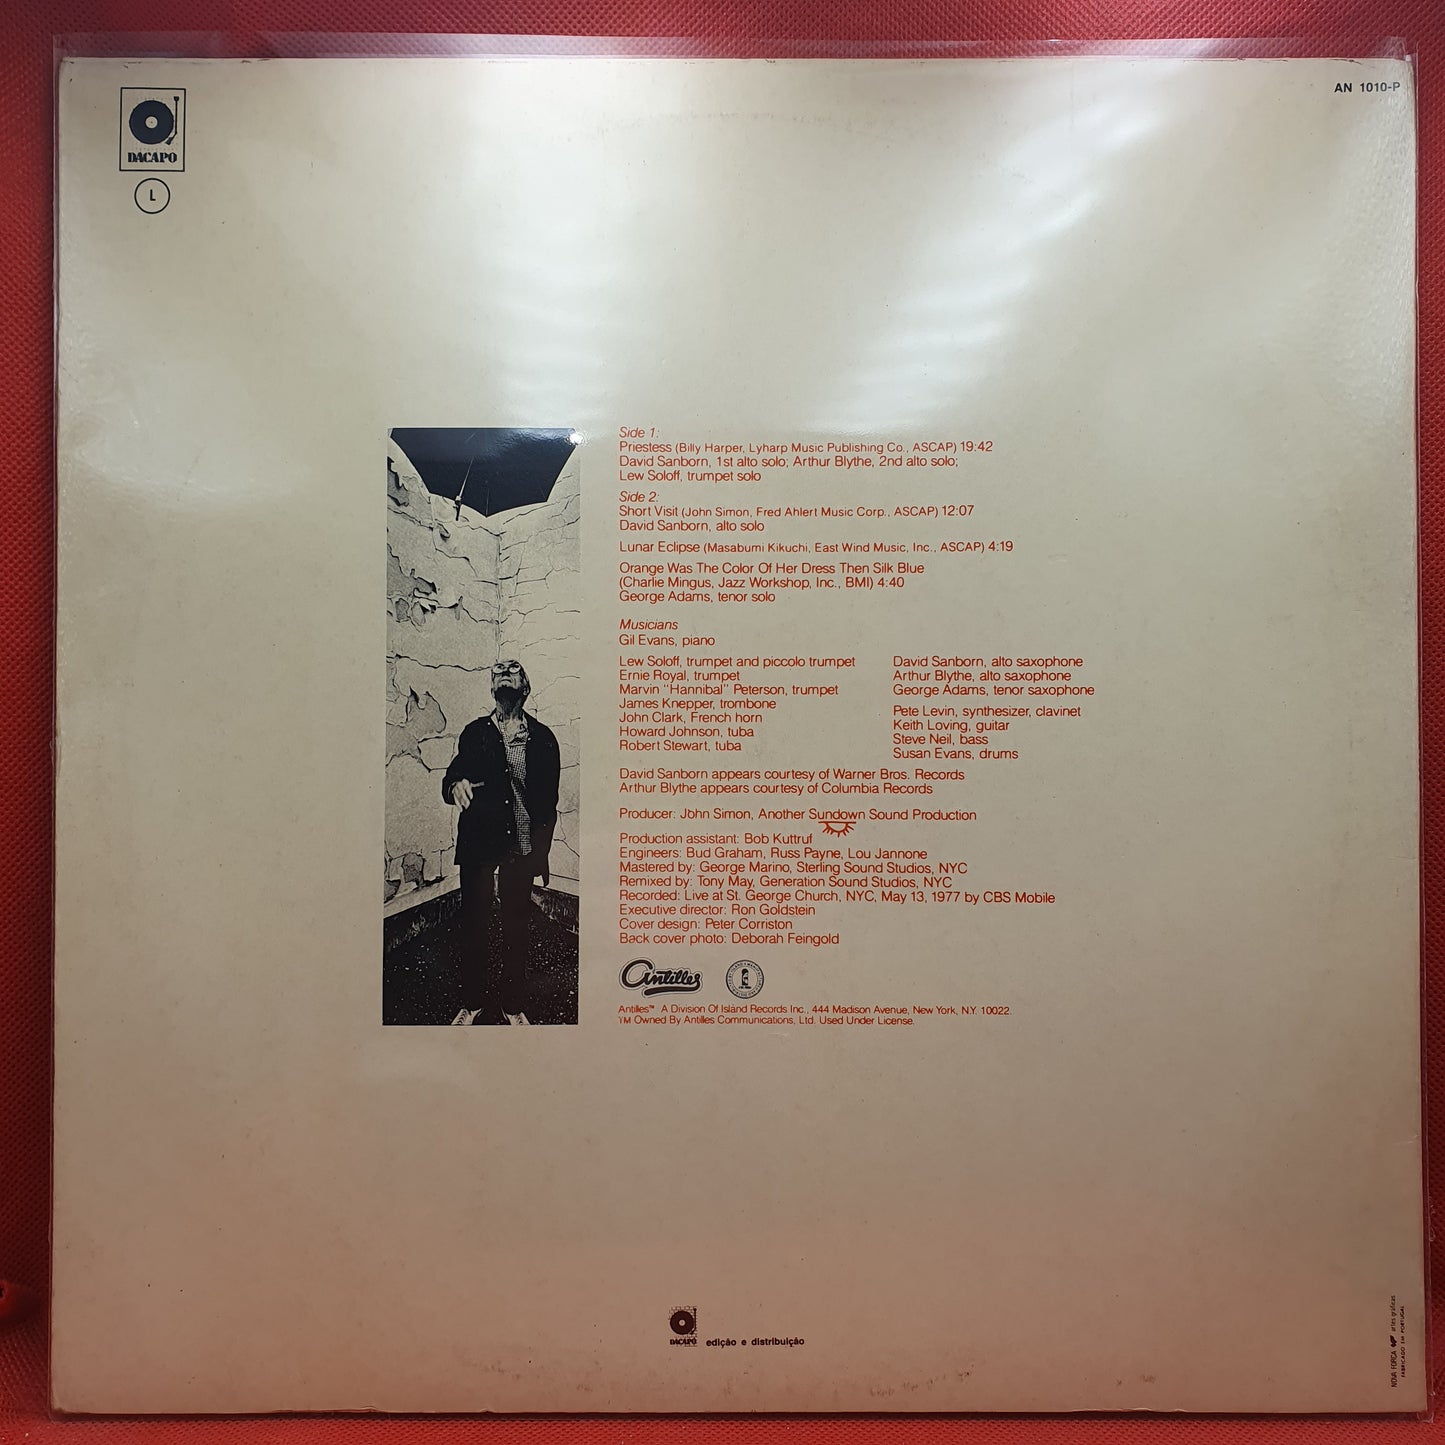 DACAPO
L
AN 1010-P
Side 1:
Priestess (Billy Harper, Lyharp Music Publishing Co., ASCAP) 19:42
David Sanborn, 1st alto solo; Arthur Blythe, 2nd alto solo;
Lew Soloff, trumpet solo
Side 2:
Short Visit (John Simon, Fred Ahlert Music Corp., ASCAP) 12:07
David Sanborn, alto solo
Lunar Eclipse (Masabumi Kikuchi, East Wind Music, Inc., ASCAP) 4:19
Orange Was The Color Of Her Dress Then Silk Blue
(Charlie Mingus, Jazz Workshop, Inc., BMI) 4:40
George Adams, tenor solo
Musicians
Gil Evans, piano
Lew Soloff, trumpet and piccolo trumpet
Ernie Royal, trumpet
Marvin "Hannibal" Peterson, trumpet
James Knepper, trombone
John Clark, French horn
Howard Johnson, tuba
Robert Stewart, tuba
David Sanborn, alto saxophone
Arthur Blythe, alto saxophone
George Adams, tenor saxophone
Pete Levin, synthesizer, clavinet
Keith Loving, guitar
Steve Neil, bass
Susan Evans, drums
David Sanborn appears courtesy of Warner Bros. Records
Arthur Blythe appears courtesy of Columbia Records
Producer: John Simon, Another Sundown Sound Production
Production assistant: Bob Kuttruf
Engineers: Bud Graham, Russ Payne, Lou Jannone
Mastered by: George Marino, Sterling Sound Studios, NYC
Remixed by: Tony May, Generation Sound Studios, NYC
Recorded: Live at St. George Church, NYC, May 13, 1977 by CBS Mobile
Executive director: Ron Goldstein
Cover design: Peter Corriston
Back cover photo: Deborah Feingold
Antilles
Antilles™ A Division Of Island Records Inc., 444 Madison Avenue, New York, N.Y. 10022.
TM Owned By Antilles Communications, Ltd. Used Under License.
DACAPO edição e distribuição
NOVA FORÇA artes gráficas
FABRICADO EM PORTUGAL